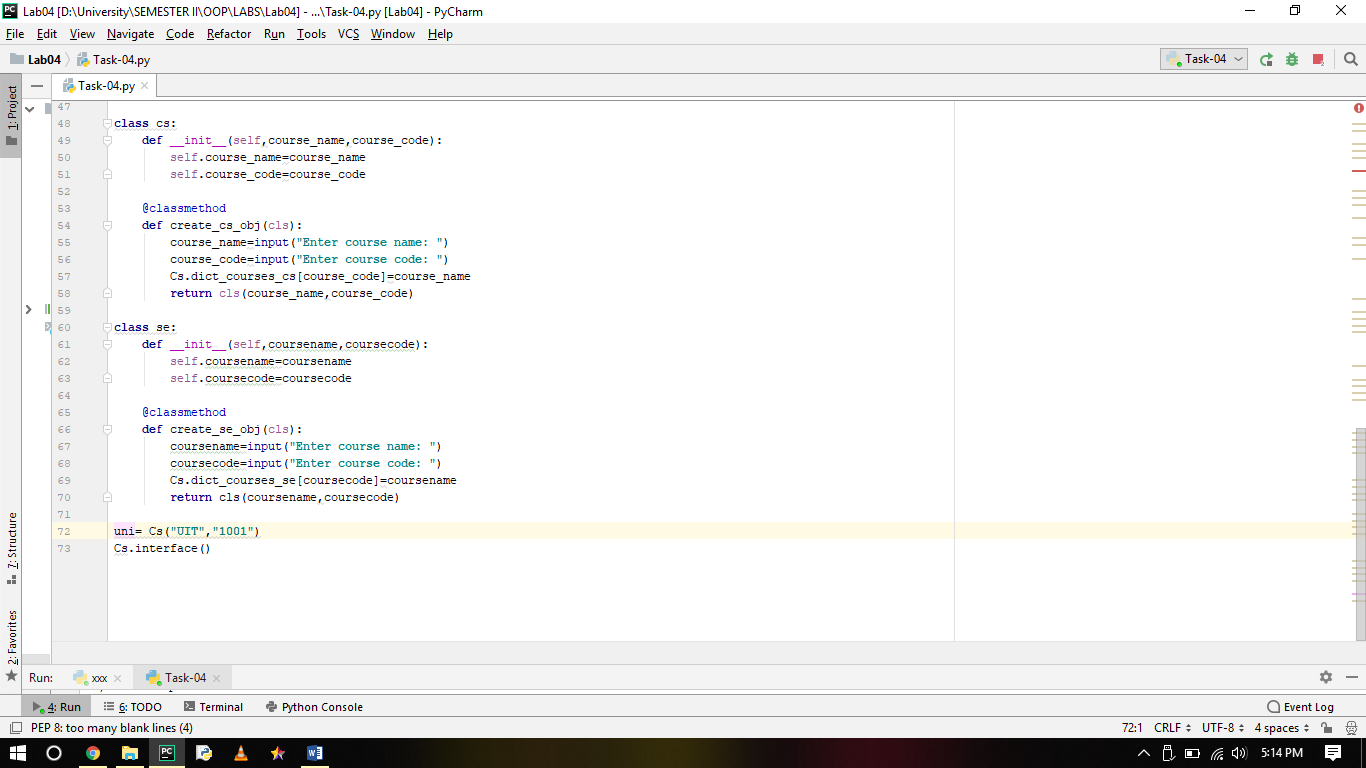 Lab04 [D:\University\SEMESTER II\OOP\LABS\Lab04] - ...\Task-04.py [Lab04] - PyCharm
File Edit View Navigate Code Refactor Run Tools VCS Window Help
Lab04 Task-04.py Task-04
1: Project
Task-04.py
47
48 class cs:
49 def __init__(self,course_name,course_code):
50 self.course_name=course_name
51 self.course_code=course_code
52
53 @classmethod
54 def create_cs_obj(cls):
55 course_name=input("Enter course name: ")
56 course_code=input("Enter course code: ")
57 Cs.dict_courses_cs[course_code]=course_name
58 return cls(course_name,course_code)
59
60 class se:
61 def __init__(self,coursename,coursecode):
62 self.coursename=coursename
63 self.coursecode=coursecode
64
65 @classmethod
66 def create_se_obj(cls):
67 coursename=input("Enter course name: ")
68 coursecode=input("Enter course code: ")
69 Cs.dict_courses_se[coursecode]=coursename
70 return cls(coursename,coursecode)
71
72 uni= Cs("UIT","1001")
73 Cs.interface()
7: Structure
2: Favorites
Run: xxx Task-04
4: Run 6: TODO Terminal Python Console Event Log
PEP 8: too many blank lines (4) 72:1 CRLF UTF-8 4 spaces
5:14 PM